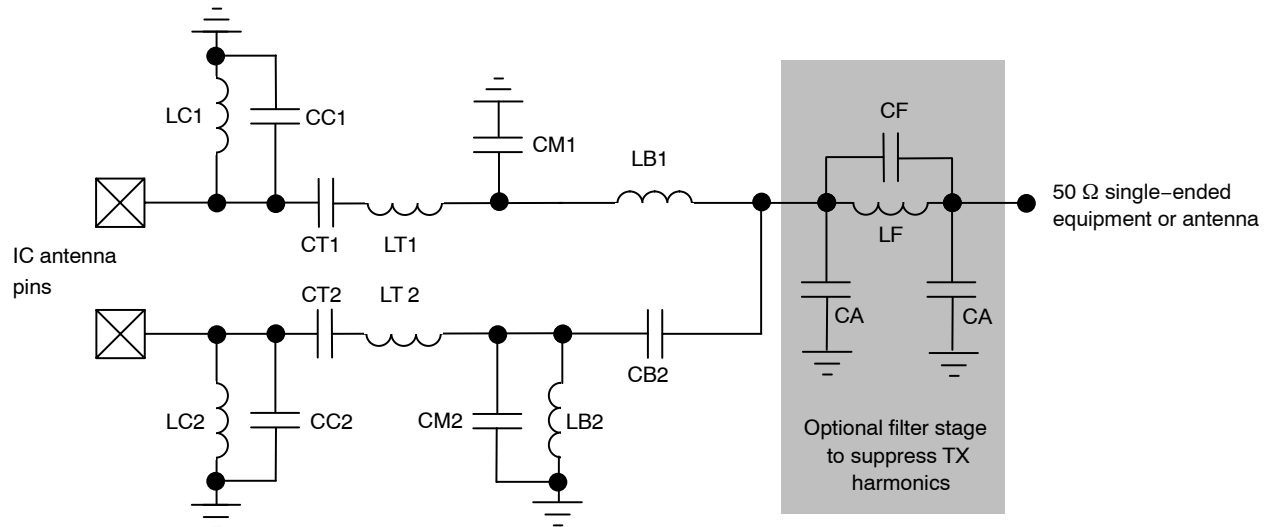 LC1
CC1
CM1
CF
LB1
50 Ω single−ended
equipment or antenna
LF
CT1
LT1
IC antenna
pins
CT2
LT 2
CA
CA
CB2
LC2
CC2
CM2
LB2
Optional filter stage
to suppress TX
harmonics